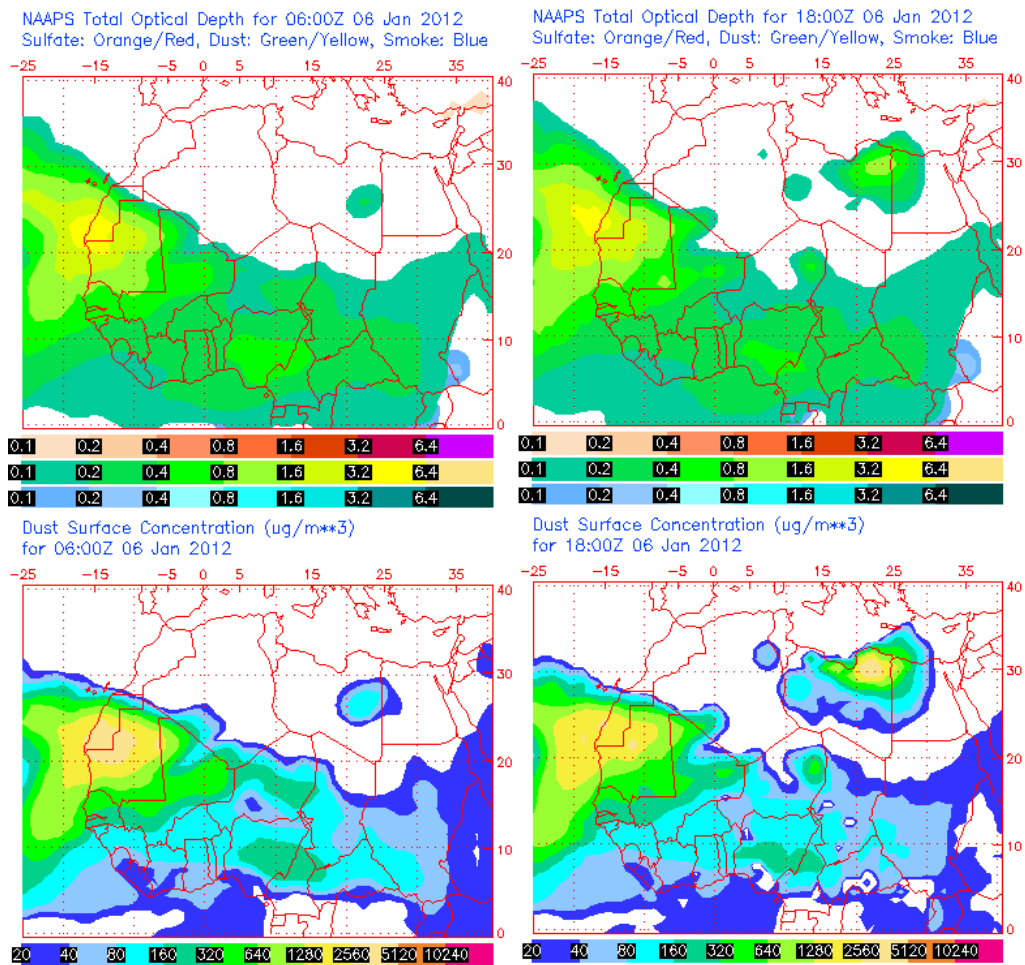 NAAPS Total Optical Depth for 06:00Z 06 Jan 2012
Sulfate: Orange/Red, Dust: Green/Yellow, Smoke: Blue
-25 -15 -5 0 5 15 25 35 40
30
20
10
0
0.1 0.2 0.4 0.8 1.6 3.2 6.4
0.1 0.2 0.4 0.8 1.6 3.2 6.4
0.1 0.2 0.4 0.8 1.6 3.2 6.4
NAAPS Total Optical Depth for 18:00Z 06 Jan 2012
Sulfate: Orange/Red, Dust: Green/Yellow, Smoke: Blue
-25 -15 -5 0 5 15 25 35 40
30
20
10
0
0.1 0.2 0.4 0.8 1.6 3.2 6.4
0.1 0.2 0.4 0.8 1.6 3.2 6.4
0.1 0.2 0.4 0.8 1.6 3.2 6.4
Dust Surface Concentration (ug/m**3)
for 06:00Z 06 Jan 2012
-25 -15 -5 0 5 15 25 35 40
30
20
10
0
20 40 80 160 320 640 1280 2560 5120 10240
Dust Surface Concentration (ug/m**3)
for 18:00Z 06 Jan 2012
-25 -15 -5 0 5 15 25 35 40
30
20
10
0
20 40 80 160 320 640 1280 2560 5120 10240